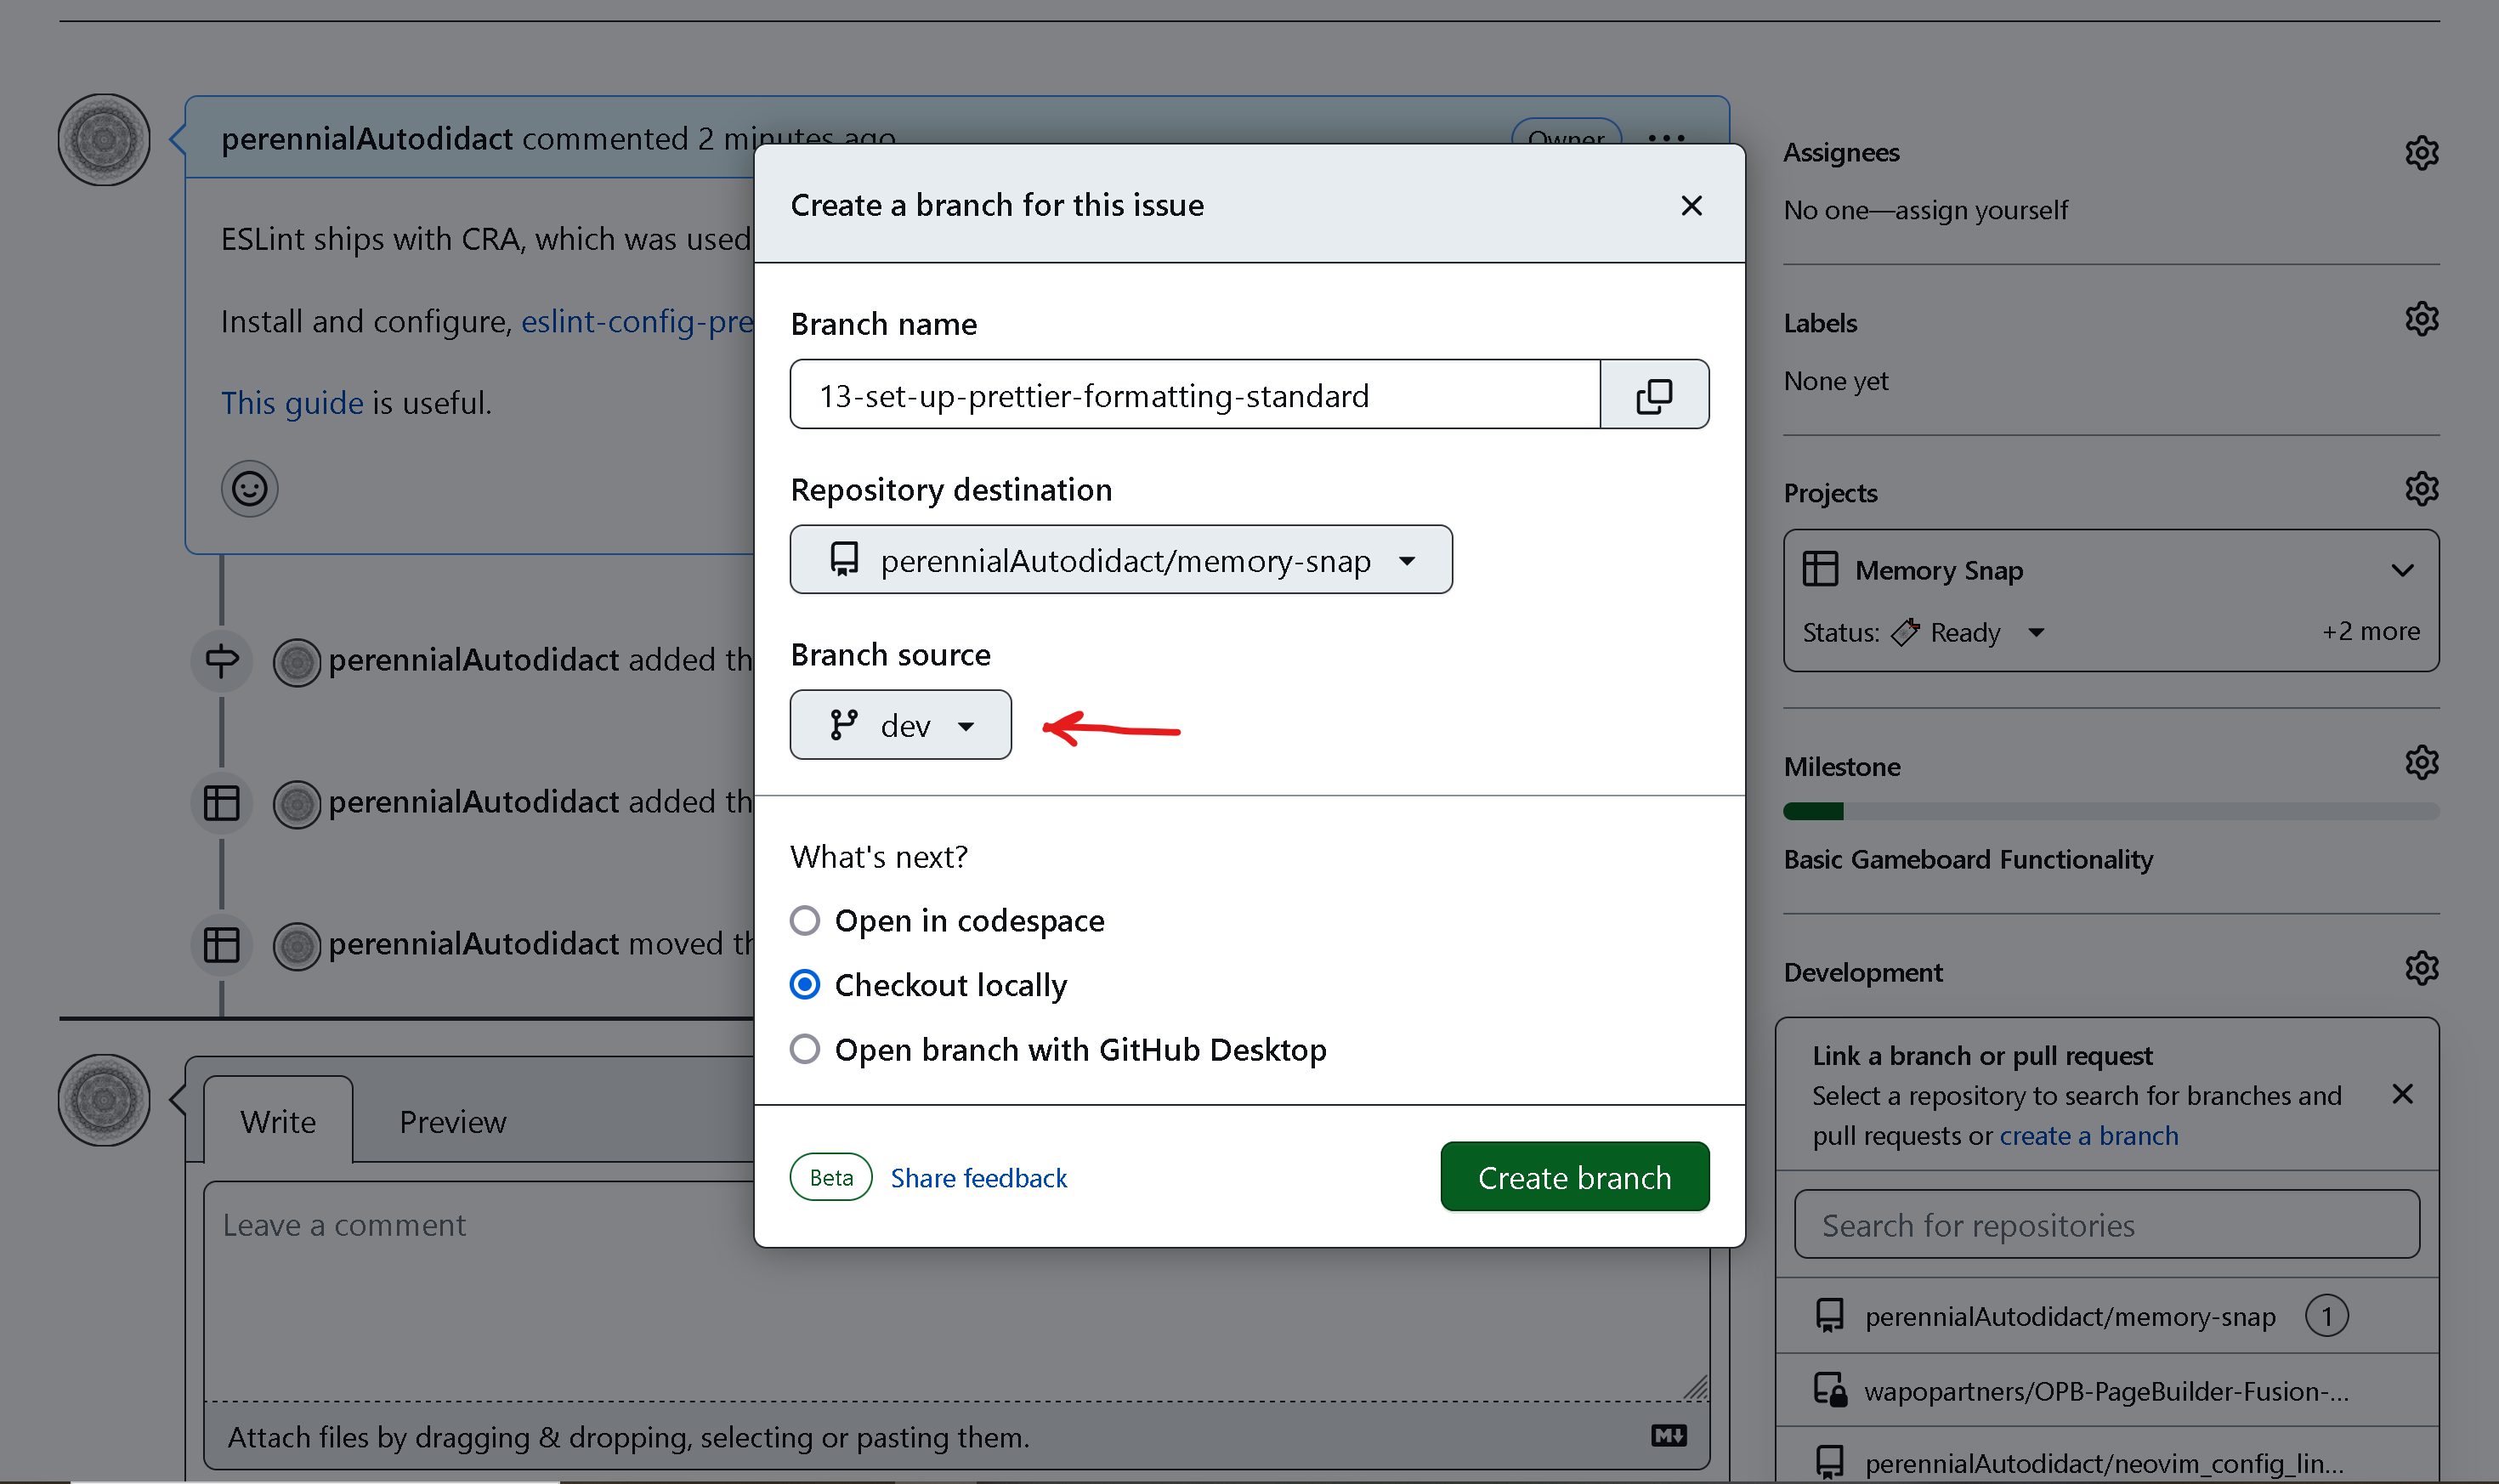 perennialAutodidact commented 2 minutes ago
Owner
ESLint ships with CRA, which was used
Install and configure, eslint-config-pre
This guide is useful.
perennialAutodidact added th
perennialAutodidact added th
perennialAutodidact moved th
Write
Preview
Leave a comment
Attach files by dragging & dropping, selecting or pasting them.
Create a branch for this issue
Branch name
13-set-up-prettier-formatting-standard
Repository destination
perennialAutodidact/memory-snap
Branch source
dev
What's next?
Open in codespace
Checkout locally
Open branch with GitHub Desktop
Beta
Share feedback
Create branch
Assignees
No one—assign yourself
Labels
None yet
Projects
Memory Snap
Status: Ready
+2 more
Milestone
Basic Gameboard Functionality
Development
Link a branch or pull request
Select a repository to search for branches and
pull requests or create a branch
Search for repositories
perennialAutodidact/memory-snap 1
wapopartners/OPB-PageBuilder-Fusion-...
perennialAutodidact/neovim_config_lin...